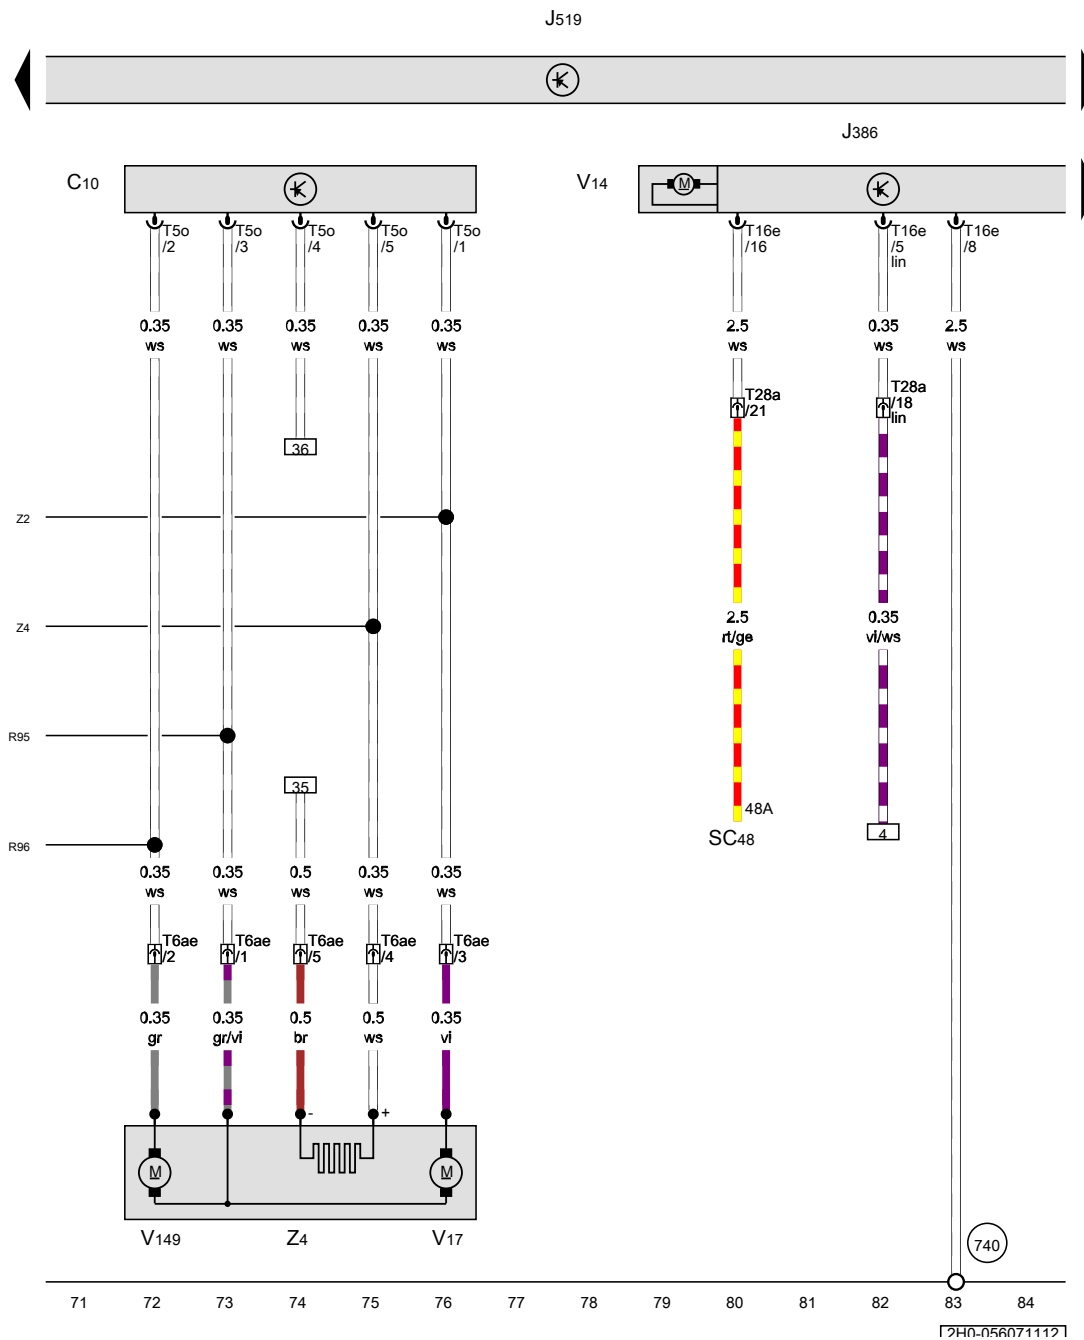 J519
J386
C10
V14
T5o /2
T5o /3
T5o /4
T5o /5
T5o /1
T16e /16
T16e /5 lin
T16e /8
0.35 ws
0.35 ws
0.35 ws
0.35 ws
0.35 ws
2.5 ws
0.35 ws
2.5 ws
T28a /21
T28a /18 lin
36
Z2
Z4
2.5 rt/ge
0.35 vi/ws
R95
35
48A
SC48
4
R96
0.35 ws
0.35 ws
0.5 ws
0.35 ws
0.35 ws
T6ae /2
T6ae /1
T6ae /5
T6ae /4
T6ae /3
0.35 gr
0.35 gr/vi
0.5 br
0.5 ws
0.35 vi
- +
M M M
V149
Z4
V17
740
71 72 73 74 75 76 77 78 79 80 81 82 83 84
2H0-056071112